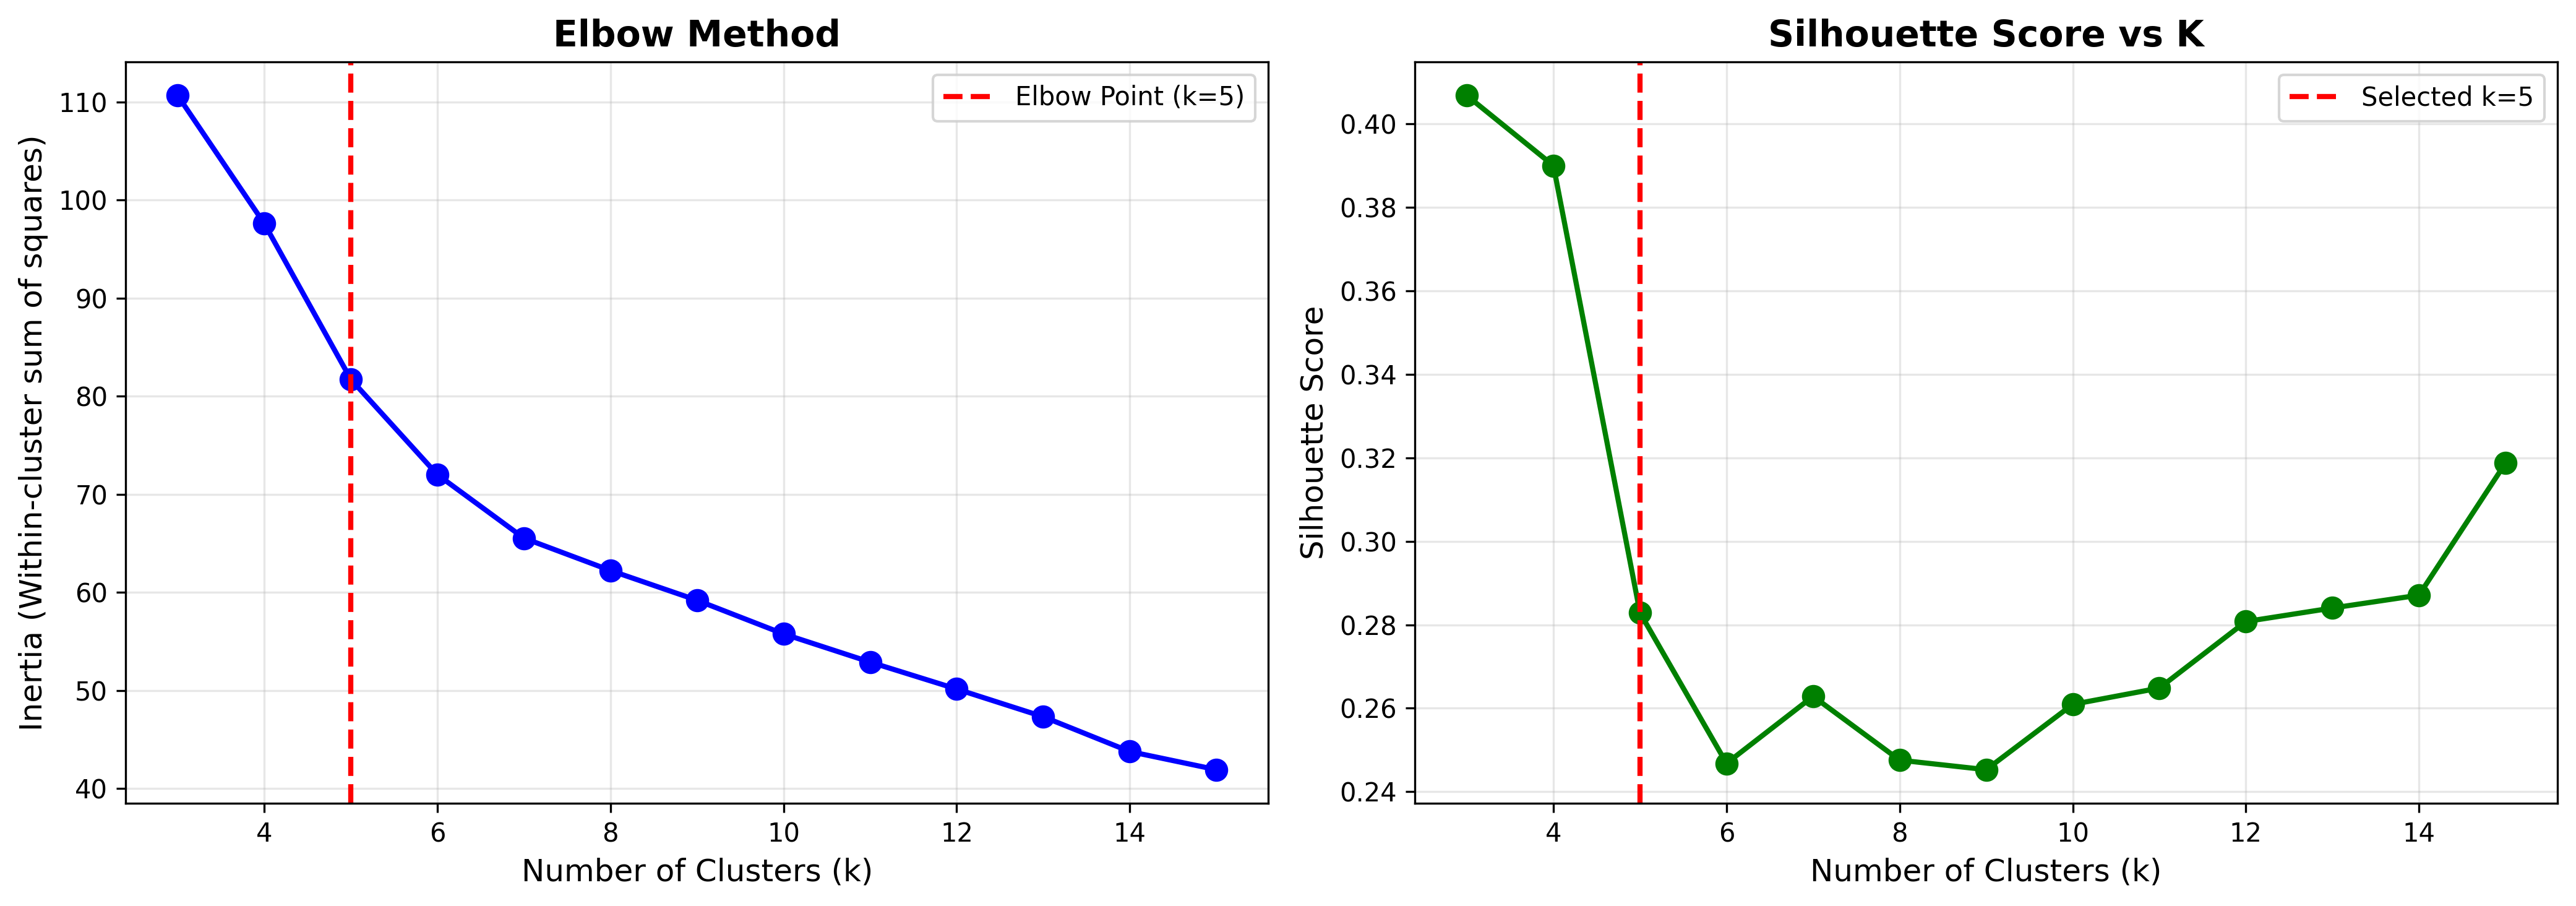 Elbow Method
Elbow Point (k=5)
Inertia (Within-cluster sum of squares)
110
100
90
80
70
60
50
40
4 6 8 10 12 14
Number of Clusters (k)
Silhouette Score vs K
Selected k=5
Silhouette Score
0.40
0.38
0.36
0.34
0.32
0.30
0.28
0.26
0.24
4 6 8 10 12 14
Number of Clusters (k)